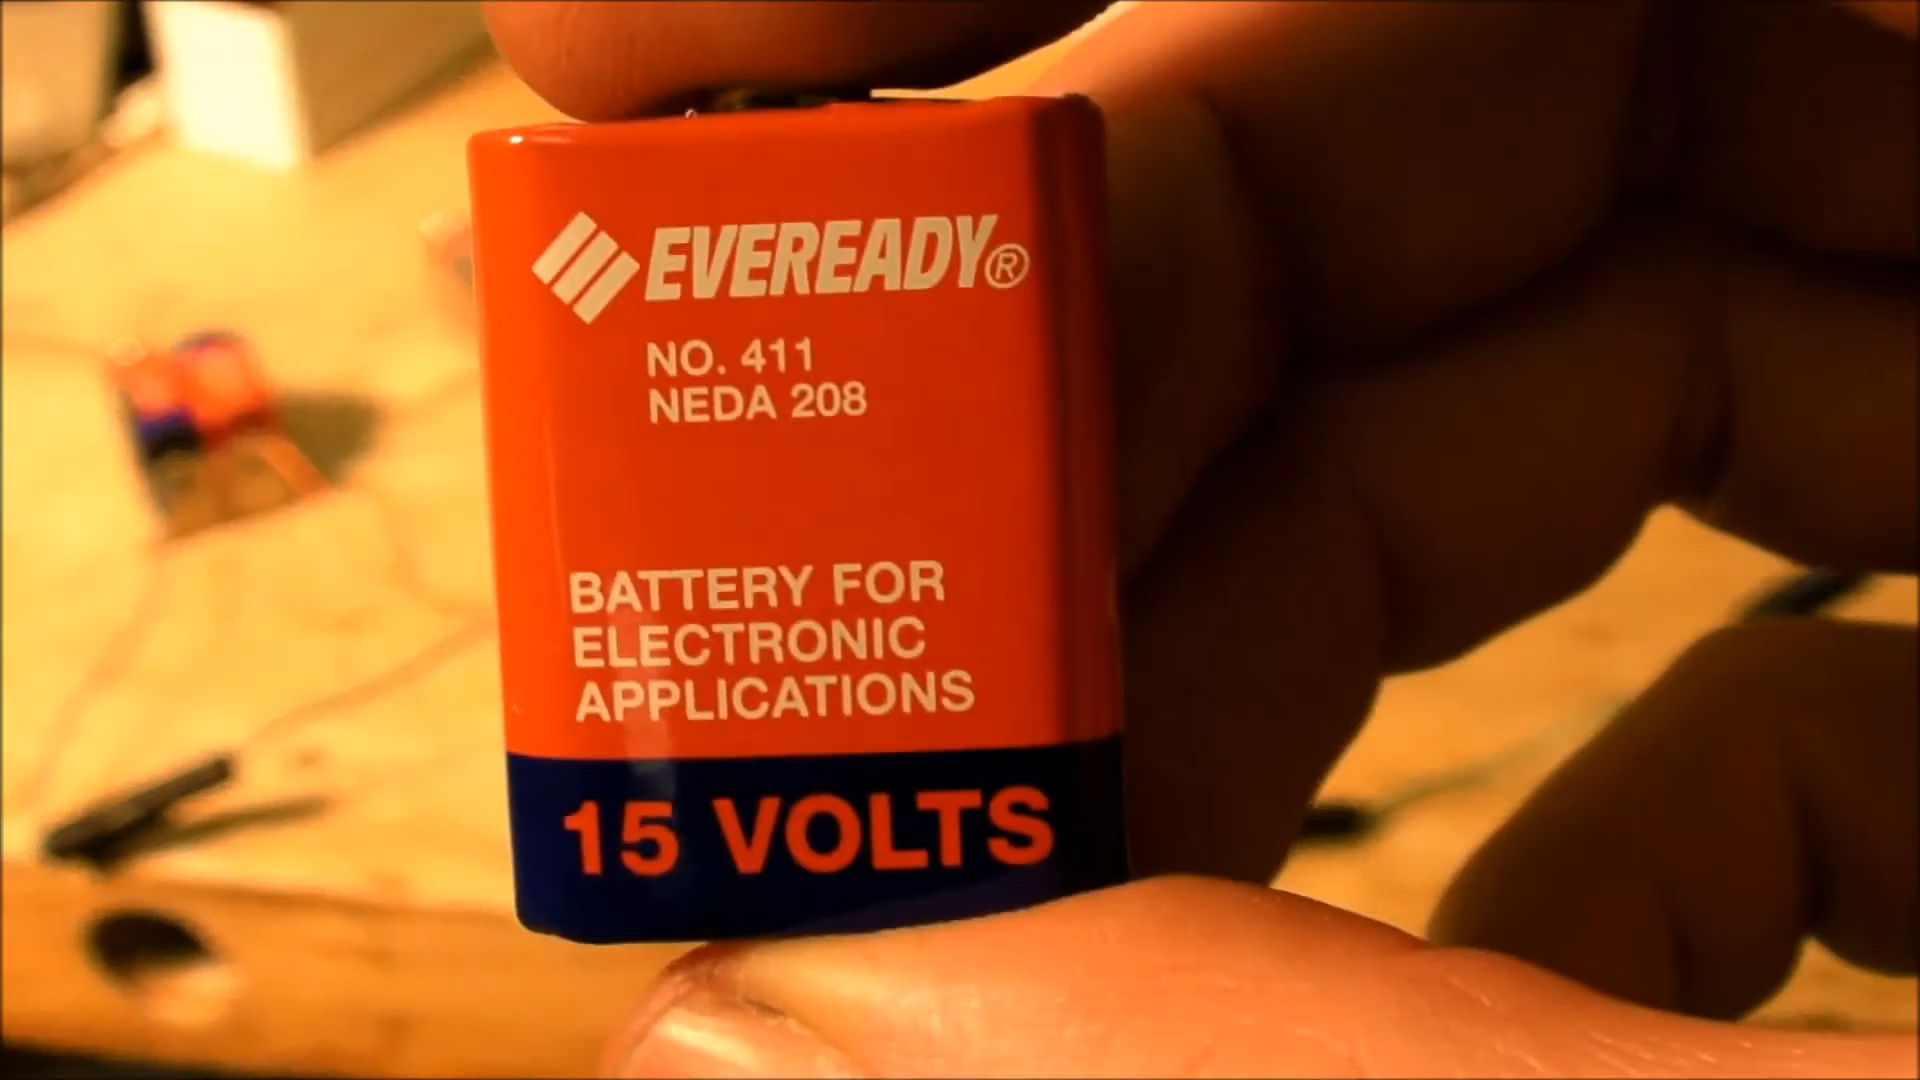 EVEREADY®
NO. 411
NEDA 208
BATTERY FOR
ELECTRONIC
APPLICATIONS
15 VOLTS